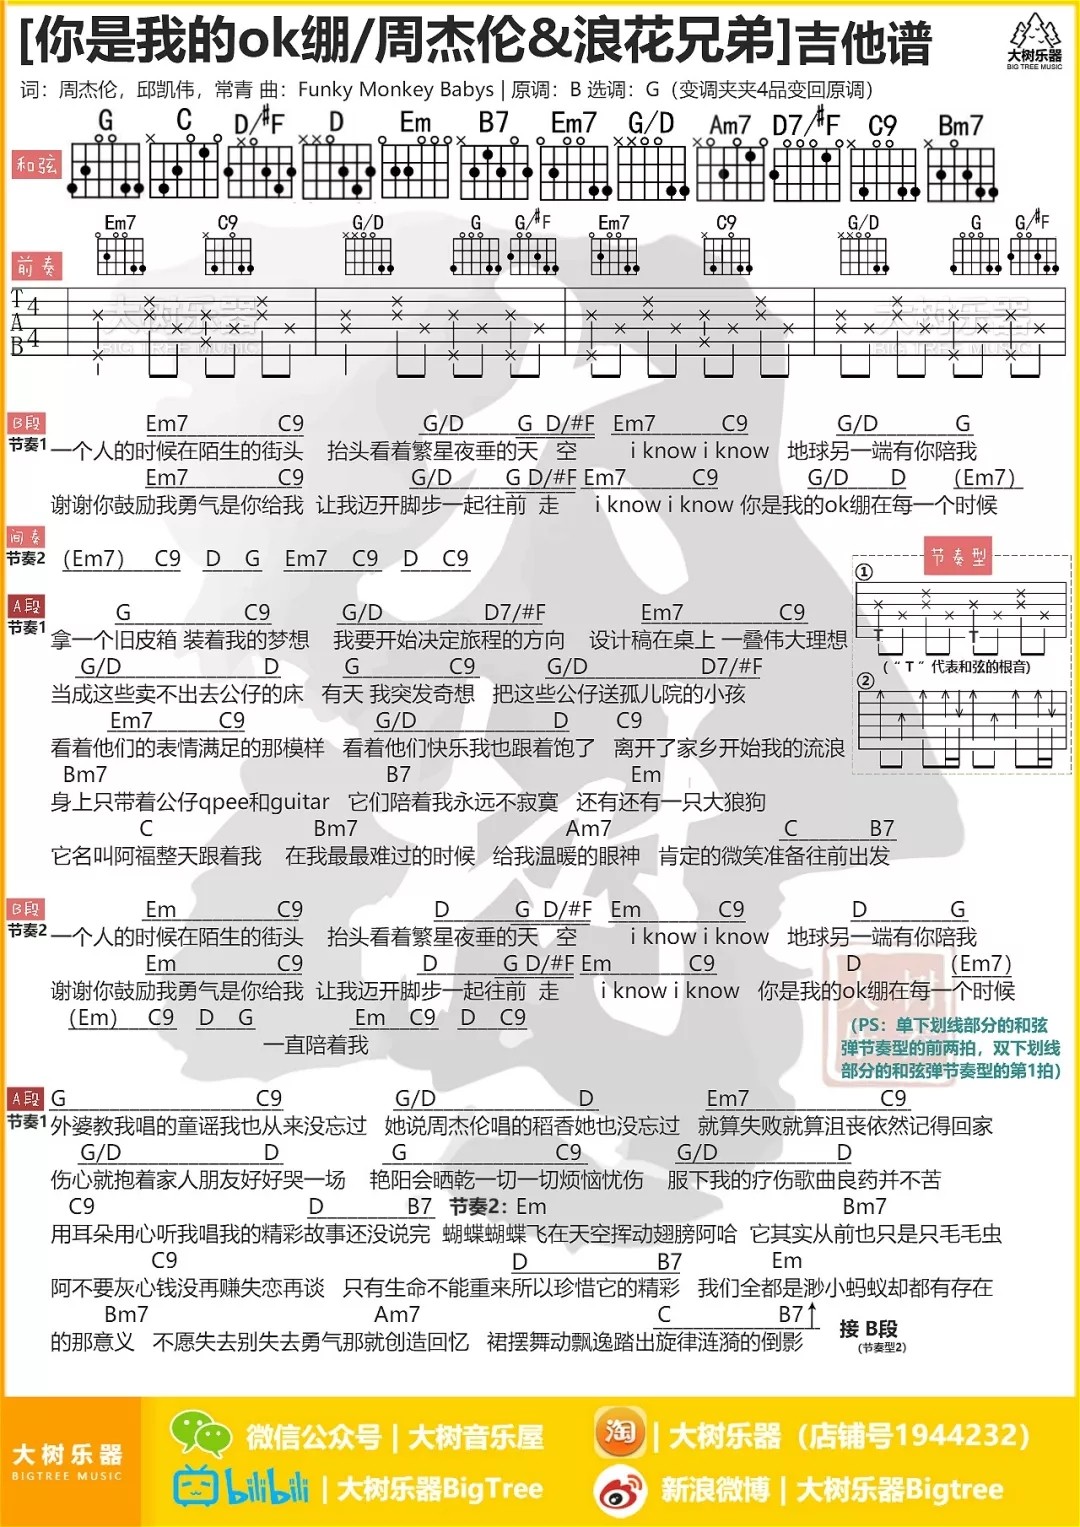 [你是我的ok绷/周杰伦&浪花兄弟]吉他谱
大树乐器
BIG TREE MUSIC
词：周杰伦，邱凯伟，常青 曲：Funky Monkey Babys | 原调：B 选调：G（变调夹夹4品变回原调）
G C D/#F D Em B7 Em7 G/D Am7 D7/#F C9 Bm7
和弦
Em7 C9 G/D G G/#F Em7 C9 G/D G G/#F
前奏
T 4
A
B 4
大树乐器 大树乐器
BIG TREE MUSIC BIG TREE MUSIC
B段 Em7 C9 G/D G D/#F Em7 C9 G/D G
节奏1 一个人的时候在陌生的街头 抬头看着繁星夜垂的天 空 i know i know 地球另一端有你陪我
Em7 C9 G/D G D/#F Em7 C9 G/D D (Em7)
谢谢你鼓励我勇气是你给我 让我迈开脚步一起往前 走 i know i know 你是我的ok绷在每一个时候
间奏
节奏2 (Em7) C9 D G Em7 C9 D C9
节奏型
①
T T
(“T”代表和弦的根音)
②
A段 G C9 G/D D7/#F Em7 C9
节奏1 拿一个旧皮箱 装着我的梦想 我要开始决定旅程的方向 设计稿在桌上 一叠伟大理想
G/D D G C9 G/D D7/#F
当成这些卖不出去公仔的床 有天 我突发奇想 把这些公仔送孤儿院的小孩
Em7 C9 G/D D C9
看着他们的表情满足的那模样 看着他们快乐我也跟着饱了 离开了家乡开始我的流浪
Bm7 B7 Em
身上只带着公仔qpee和guitar 它们陪着我永远不寂寞 还有还有一只大狼狗
C Bm7 Am7 C B7
它名叫阿福整天跟着我 在我最最难过的时候 给我温暖的眼神 肯定的微笑准备往前出发
B段 Em C9 D G D/#F Em C9 D G
节奏2 一个人的时候在陌生的街头 抬头看着繁星夜垂的天 空 i know i know 地球另一端有你陪我
Em C9 D G D/#F Em C9 D (Em7)
谢谢你鼓励我勇气是你给我 让我迈开脚步一起往前 走 i know i know 你是我的ok绷在每一个时候
(Em) C9 D G Em C9 D C9
一直陪着我
（PS：单下划线部分的和弦
弹节奏型的前两拍，双下划线
部分的和弦弹节奏型的第1拍）
A段 G C9 G/D D Em7 C9
节奏1 外婆教我唱的童谣我也从来没忘过 她说周杰伦唱的稻香她也没忘过 就算失败就算沮丧依然记得回家
G/D D G C9 G/D D
伤心就抱着家人朋友好好哭一场 艳阳会晒乾一切一切烦恼忧伤 服下我的疗伤歌曲良药并不苦
C9 D B7 节奏2：Em Bm7
用耳朵用心听我唱我的精彩故事还没说完 蝴蝶蝴蝶飞在天空挥动翅膀阿哈 它其实从前也只是只毛毛虫
C9 D B7 Em
阿不要灰心钱没再赚失恋再谈 只有生命不能重来所以珍惜它的精彩 我们全都是渺小蚂蚁却都有存在
Bm7 Am7 C B7
的那意义 不愿失去别失去勇气那就创造回忆 裙摆舞动飘逸踏出旋律涟漪的倒影
接 B段
(节奏型2)
大树乐器
BIGTREE MUSIC
微信公众号 | 大树音乐屋
淘 | 大树乐器（店铺号1944232）
bilibili | 大树乐器BigTree
新浪微博 | 大树乐器Bigtree